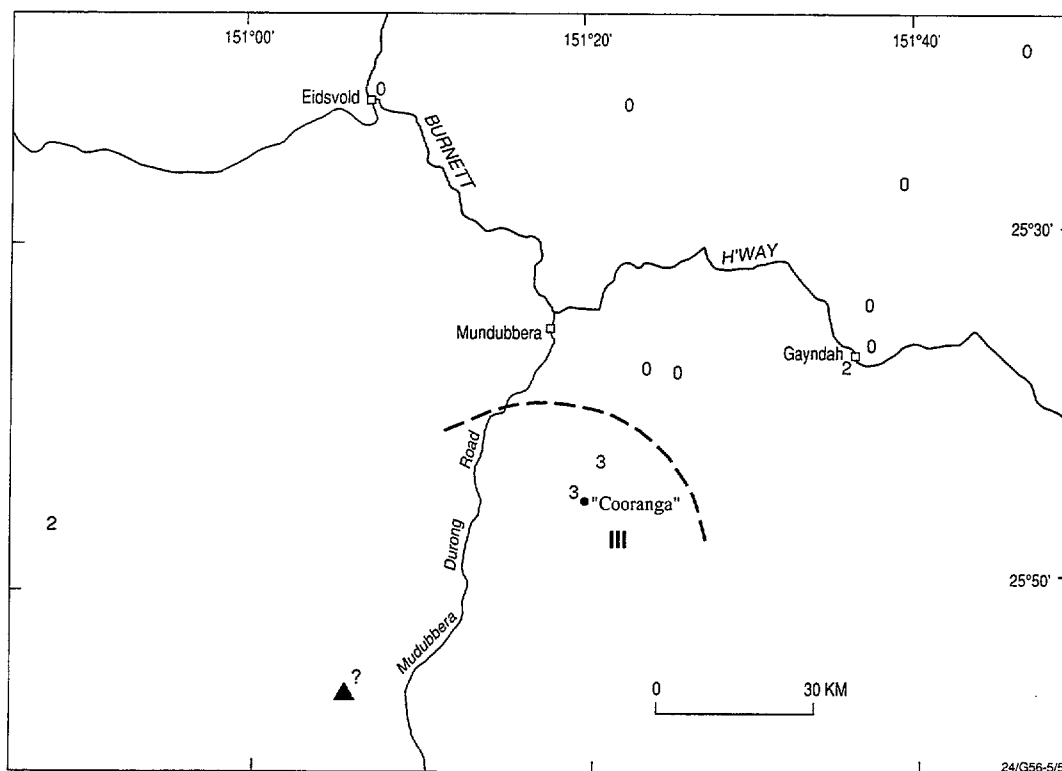 151°00' 151°20' 151°40'
0
Eidsvold 0
0
BURNETT
0
25°30'
H'WAY
0
Mundubbera
0
Gayndah
2
0 0
Road
3
3 "Cooranga"
2
III
Durong
25°50'
Mudubbera
?
0 30 KM
24/G56-5/5